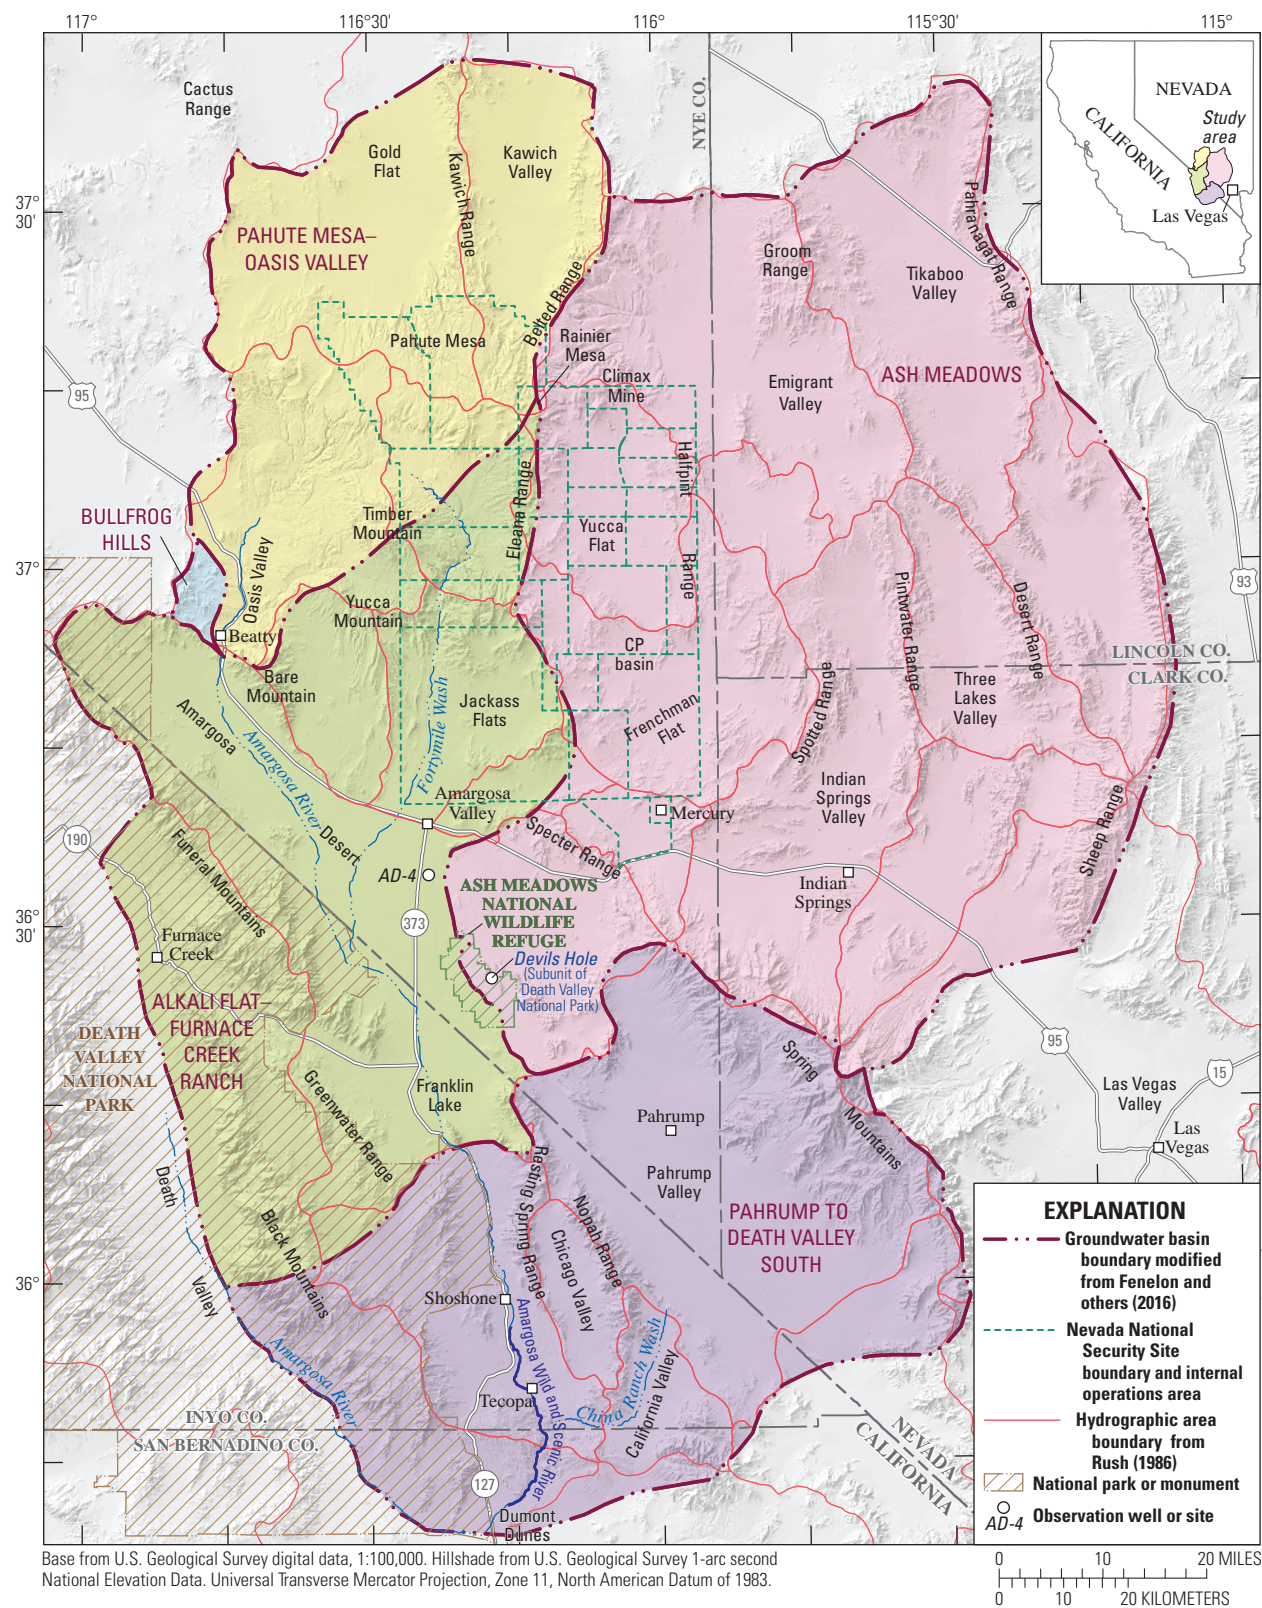 117°
116°30'
116°
115°30'
115°
Cactus
Range
Gold
Flat
Kawich
Valley
Kawich Range
NYE CO.
NEVADA
CALIFORNIA
Study
area
Las Vegas
37°
30'
PAHUTE MESA–
OASIS VALLEY
Belted Range
Groom
Range
Tikaboo
Valley
Pahranagat Range
Pahute Mesa
Rainier
Mesa
Climax
Mine
Emigrant
Valley
ASH MEADOWS
95
Halfpint
Range
Eleana Range
BULLFROG
HILLS
Timber
Mountain
Yucca
Flat
Oasis Valley
37°
93
Yucca
Mountain
Pintwater Range
Desert Range
Beatty
CP
basin
LINCOLN CO.
CLARK CO.
Bare
Mountain
Fortymile Wash
Jackass
Flats
Frenchman
Flat
Spotted Range
Three
Lakes
Valley
Amargosa
Desert
Amargosa River
Amargosa
Valley
Mercury
Indian
Springs
Valley
Sheep Range
190
Funeral Mountains
Specter Range
AD-4
Indian
Springs
ASH MEADOWS
NATIONAL
WILDLIFE
REFUGE
36°
30'
373
Furnace
Creek
Devils Hole
(Subunit of
Death Valley
National Park)
ALKALI FLAT–
FURNACE
CREEK
RANCH
DEATH
VALLEY
NATIONAL
PARK
Spring
Mountains
95
15
Greenwater Range
Franklin
Lake
Pahrump
Las Vegas
Valley
Las
Vegas
Death
Valley
Resting Spring Range
Pahrump
Valley
Nopah Range
Chicago Valley
PAHRUMP TO
DEATH VALLEY
SOUTH
Black Mountains
36°
Shoshone
Amargosa Wild and Scenic River
Amargosa River
China Ranch Wash
California Valley
Tecopa
INYO CO.
SAN BERNADINO CO.
NEVADA
CALIFORNIA
127
Dumont
Dunes
EXPLANATION
Groundwater basin
boundary modified
from Fenelon and
others (2016)
Nevada National
Security Site
boundary and internal
operations area
Hydrographic area
boundary from
Rush (1986)
National park or monument
AD-4 Observation well or site
Base from U.S. Geological Survey digital data, 1:100,000. Hillshade from U.S. Geological Survey 1-arc second
National Elevation Data. Universal Transverse Mercator Projection, Zone 11, North American Datum of 1983.
0 10 20 MILES
0 10 20 KILOMETERS